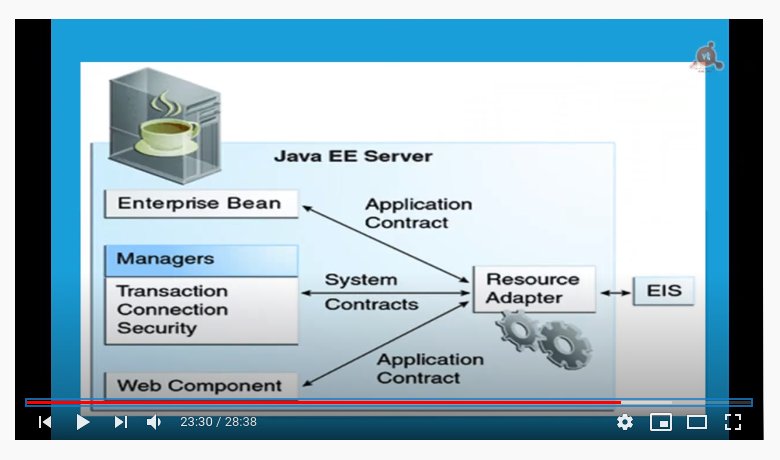 Java EE Server
Enterprise Bean
Application
Contract
Managers
Transaction
Connection
Security
System
Contracts
Resource
Adapter
EIS
Application
Contract
Web Component
23:30 / 28:38